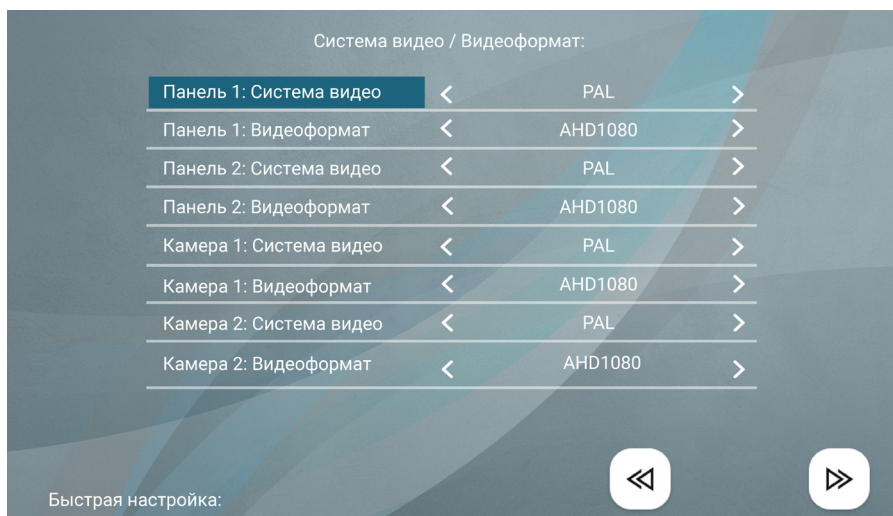 Система видео / Видеоформат:
Панель 1: Система видео PAL
Панель 1: Видеоформат AHD1080
Панель 2: Система видео PAL
Панель 2: Видеоформат AHD1080
Камера 1: Система видео PAL
Камера 1: Видеоформат AHD1080
Камера 2: Система видео PAL
Камера 2: Видеоформат AHD1080
Быстрая настройка: